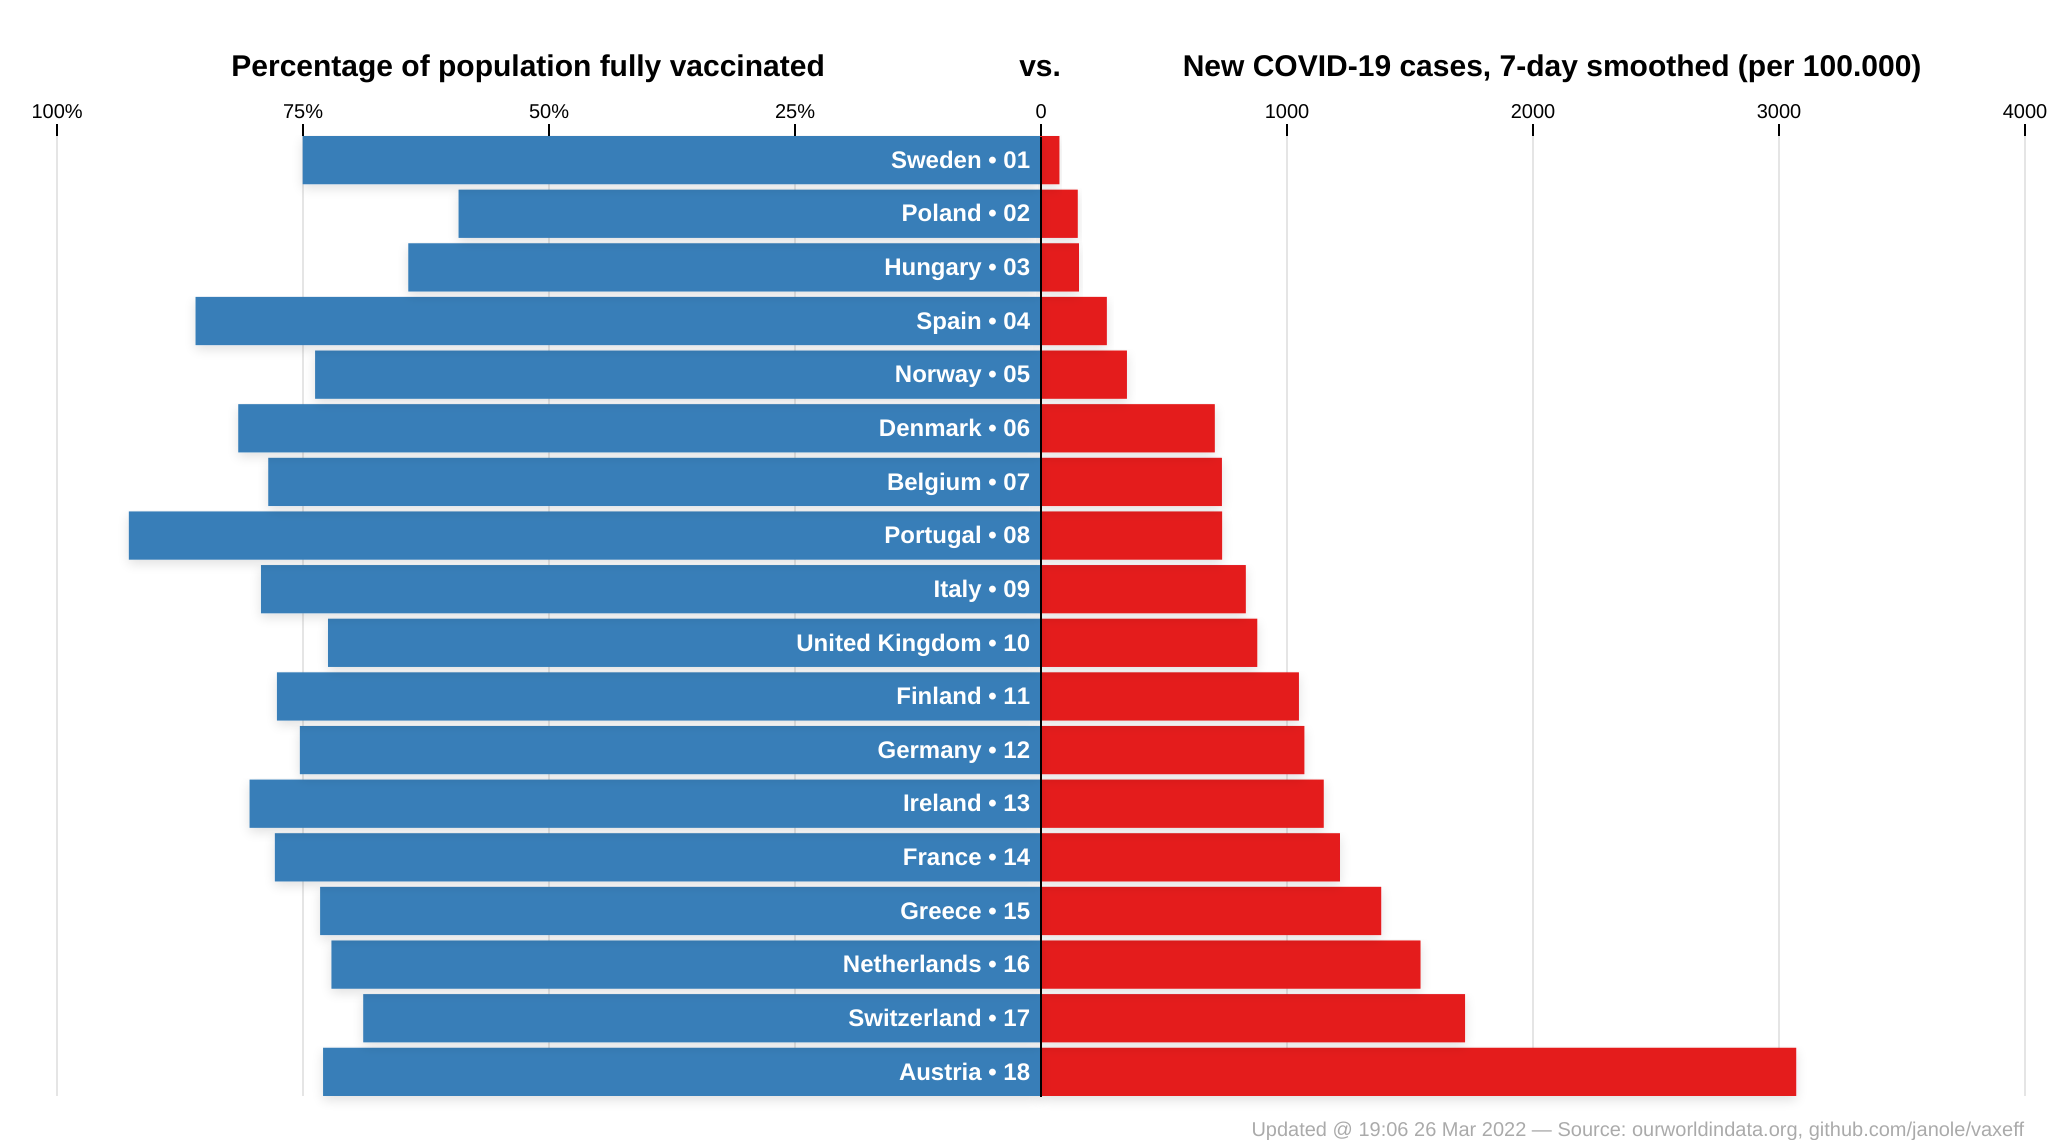 Percentage of population fully vaccinated vs. New COVID-19 cases, 7-day smoothed (per 100.000)
100% 75% 50% 25% 0 1000 2000 3000 4000
Sweden • 01
Poland • 02
Hungary • 03
Spain • 04
Norway • 05
Denmark • 06
Belgium • 07
Portugal • 08
Italy • 09
United Kingdom • 10
Finland • 11
Germany • 12
Ireland • 13
France • 14
Greece • 15
Netherlands • 16
Switzerland • 17
Austria • 18
Updated @ 19:06 26 Mar 2022 — Source: ourworldindata.org, github.com/janole/vaxeff